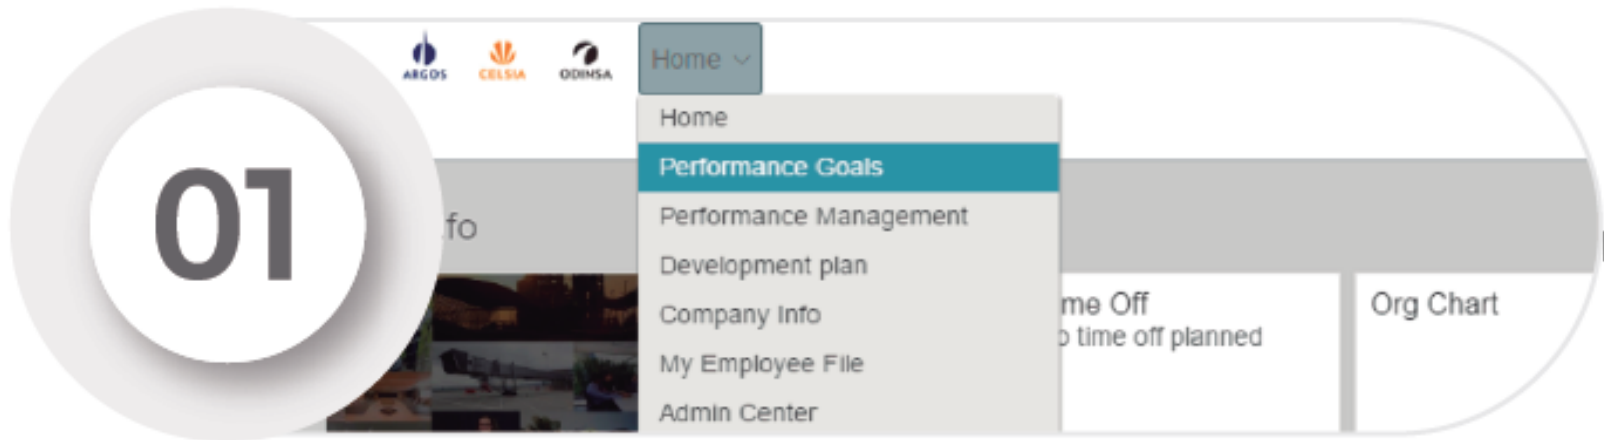 01
ARGOS
CELSIA
ODINSA
Home
Home
Performance Goals
Performance Management
Development plan
Company Info
My Employee File
Admin Center
fo
me Off
o time off planned
Org Chart